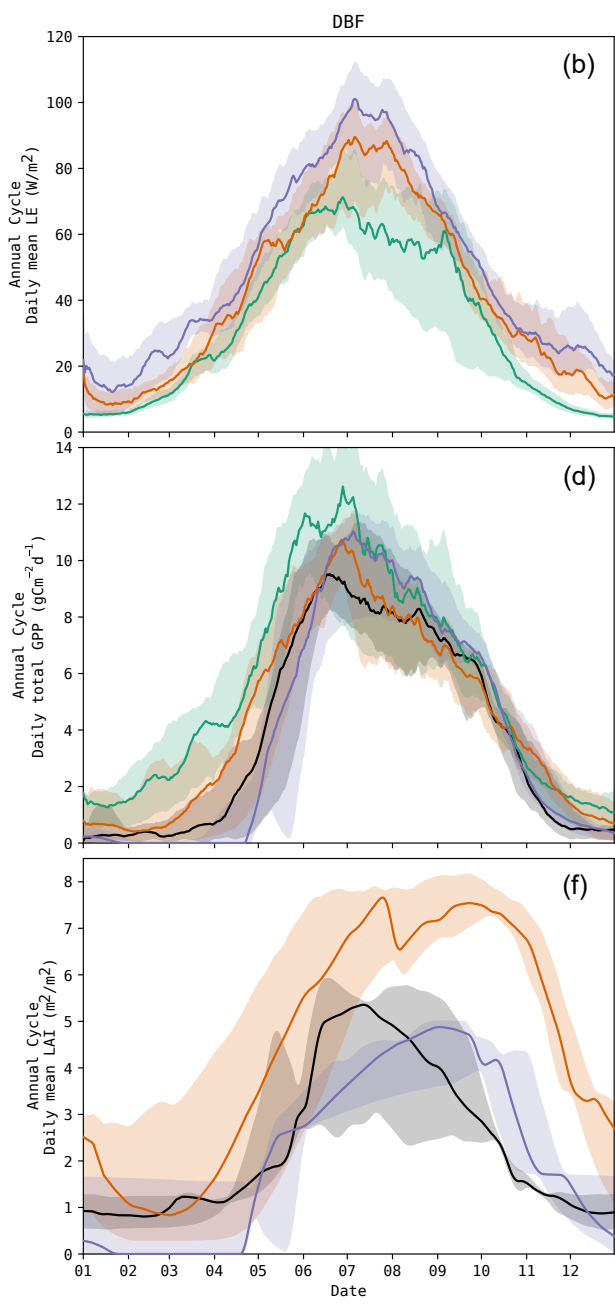 DBF
(b)
Annual Cycle
Daily mean LE (W/m²)
120
100
80
60
40
20
0
(d)
Annual Cycle
Daily total GPP (gCm⁻²d⁻¹)
14
12
10
8
6
4
2
0
(f)
Annual Cycle
Daily mean LAI (m²/m²)
8
7
6
5
4
3
2
1
0
01 02 03 04 05 06 07 08 09 10 11 12
Date